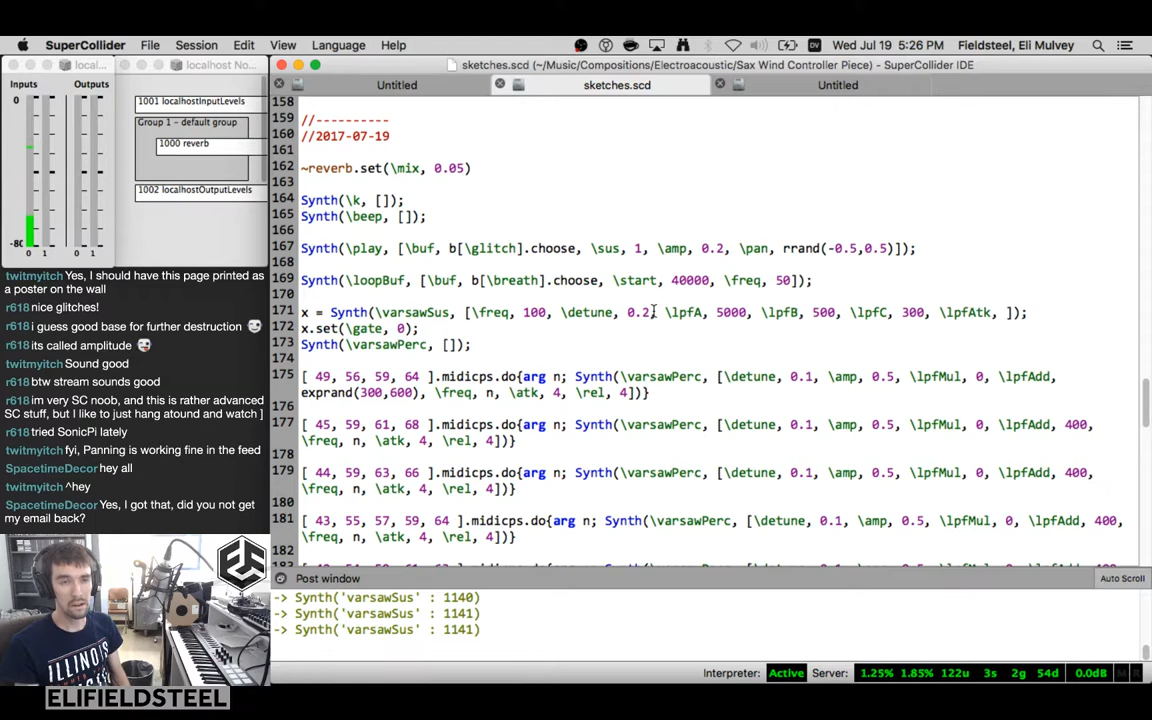 SuperCollider File Session Edit View Language Help
Wed Jul 19 5:26 PM Fieldsteel, Eli Mulvey
local...
localhost No...
sketches.scd (~/Music/Compositions/Electroacoustic/Sax Wind Controller Piece) - SuperCollider IDE
Untitled
sketches.scd
Untitled
Inputs Outputs
0
-80
0 1 0 1
1001 localhostInputLevels
Group 1 - default group
1000 reverb
1002 localhostOutputLevels
158
159 //----------
160 //2017-07-19
161
162 ~reverb.set(\mix, 0.05)
163
164 Synth(\k, []);
165 Synth(\beep, []);
166
167 Synth(\play, [\buf, b[\glitch].choose, \sus, 1, \amp, 0.2, \pan, rrand(-0.5,0.5)]);
168
169 Synth(\loopBuf, [\buf, b[\breath].choose, \start, 40000, \freq, 50]);
170
171 x = Synth(\varsawSus, [\freq, 100, \detune, 0.2, \lpfA, 5000, \lpfB, 500, \lpfC, 300, \lpfAtk, ]);
172 x.set(\gate, 0);
173 Synth(\varsawPerc, []);
174
175 [ 49, 56, 59, 64 ].midicps.do{arg n; Synth(\varsawPerc, [\detune, 0.1, \amp, 0.5, \lpfMul, 0, \lpfAdd,
exprand(300,600), \freq, n, \atk, 4, \rel, 4])}
176
177 [ 45, 59, 61, 68 ].midicps.do{arg n; Synth(\varsawPerc, [\detune, 0.1, \amp, 0.5, \lpfMul, 0, \lpfAdd, 400,
\freq, n, \atk, 4, \rel, 4])}
178
179 [ 44, 59, 63, 66 ].midicps.do{arg n; Synth(\varsawPerc, [\detune, 0.1, \amp, 0.5, \lpfMul, 0, \lpfAdd, 400,
\freq, n, \atk, 4, \rel, 4])}
180
181 [ 43, 55, 57, 59, 64 ].midicps.do{arg n; Synth(\varsawPerc, [\detune, 0.1, \amp, 0.5, \lpfMul, 0, \lpfAdd, 400,
\freq, n, \atk, 4, \rel, 4])}
182
twitmyitch Yes, I should have this page printed as
a poster on the wall
r618 nice glitches!
r618 i guess good base for further destruction
r618 its called amplitude
twitmyitch Sound good
r618 btw stream sounds good
r618 im very SC noob, and this is rather advanced
SC stuff, but I like to just hang atound and watch ]
r618 tried SonicPi lately
twitmyitch fyi, Panning is working fine in the feed
SpacetimeDecor hey all
twitmyitch ^hey
SpacetimeDecor Yes, I got that, did you not get
my email back?
Post window
Auto Scroll
-> Synth('varsawSus' : 1140)
-> Synth('varsawSus' : 1141)
-> Synth('varsawSus' : 1141)
Interpreter: Active Server: 1.25% 1.85% 122u 3s 2g 54d 0.0dB M R
ILLINOIS
ELIFIELDSTEEL